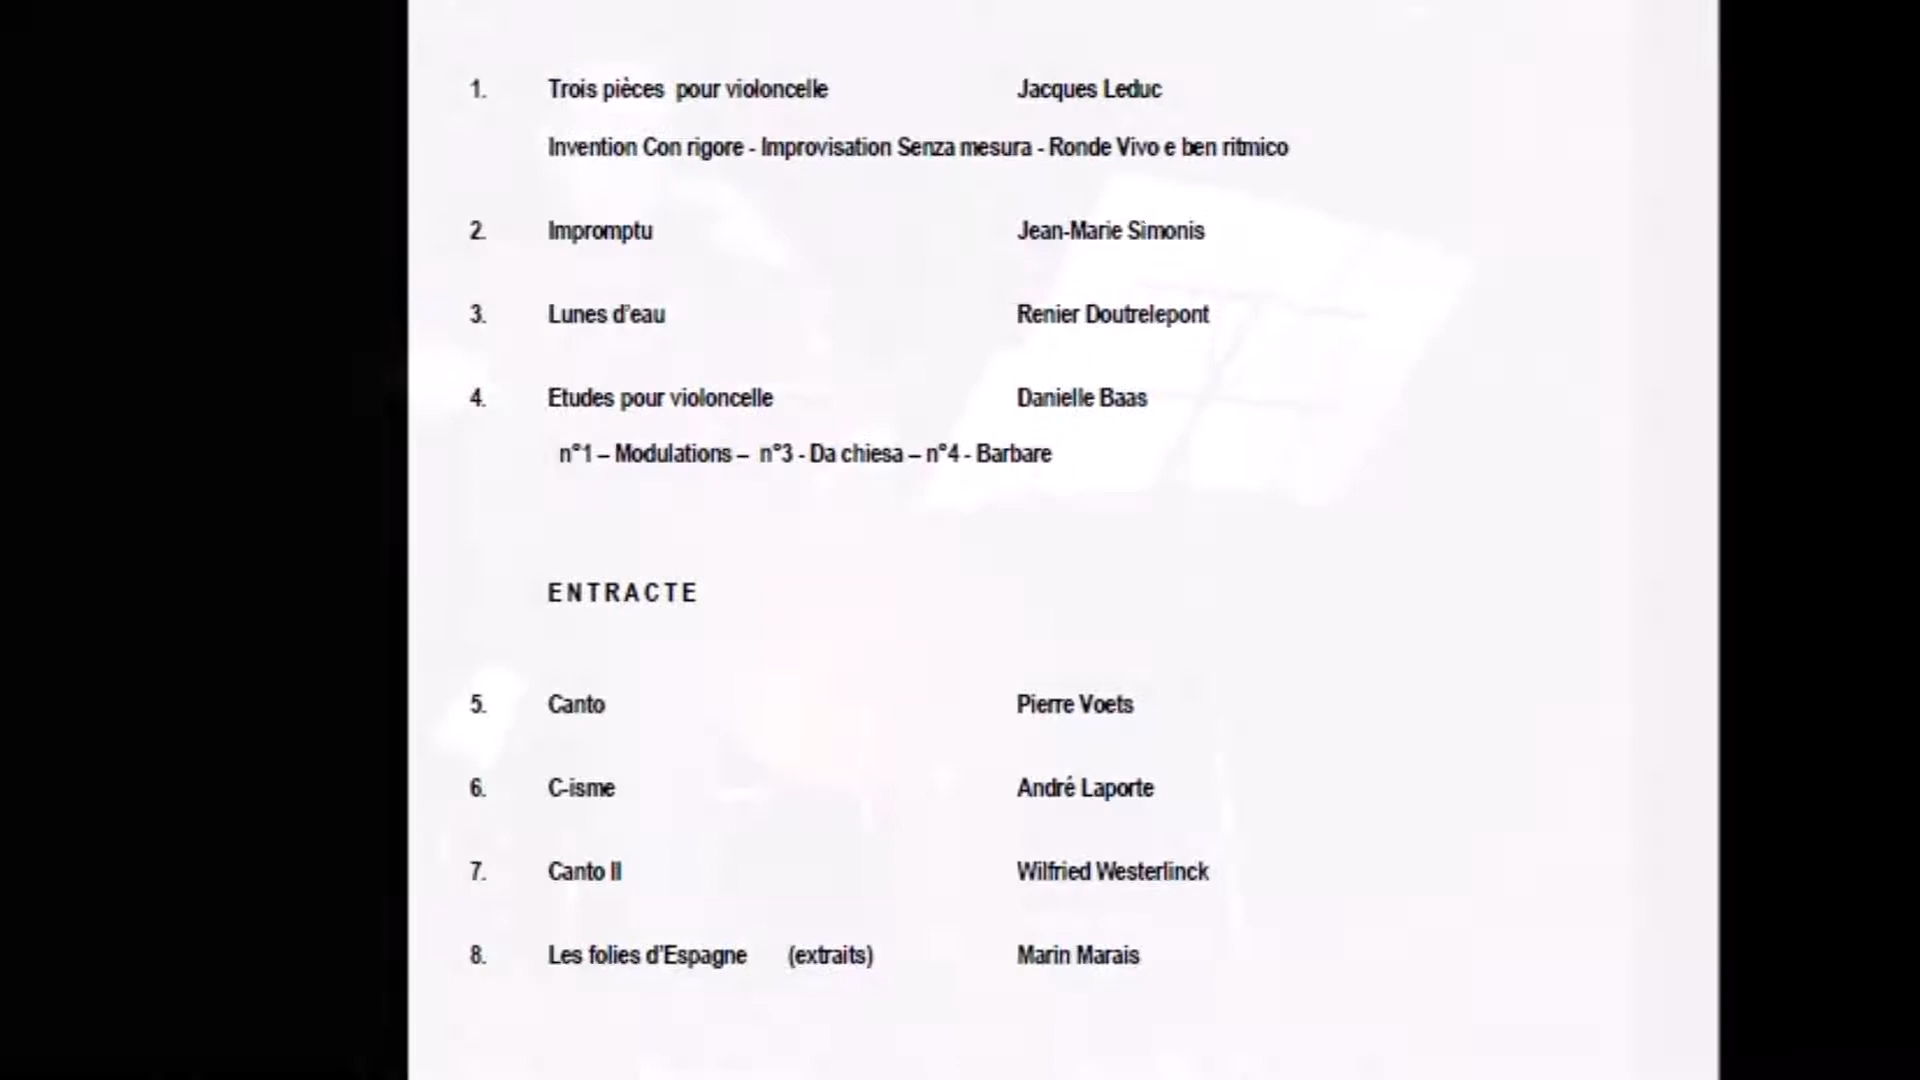 1. Trois pièces pour violoncelle Jacques Leduc
Invention Con rigore - Improvisation Senza mesura - Ronde Vivo e ben ritmico
2. Impromptu Jean-Marie Simonis
3. Lunes d'eau Renier Doutrelepont
4. Etudes pour violoncelle Danielle Baas
n°1 – Modulations – n°3 - Da chiesa – n°4 - Barbare
ENTRACTE
5. Canto Pierre Voets
6. C-isme André Laporte
7. Canto II Wilfried Westerlinck
8. Les folies d'Espagne (extraits) Marin Marais